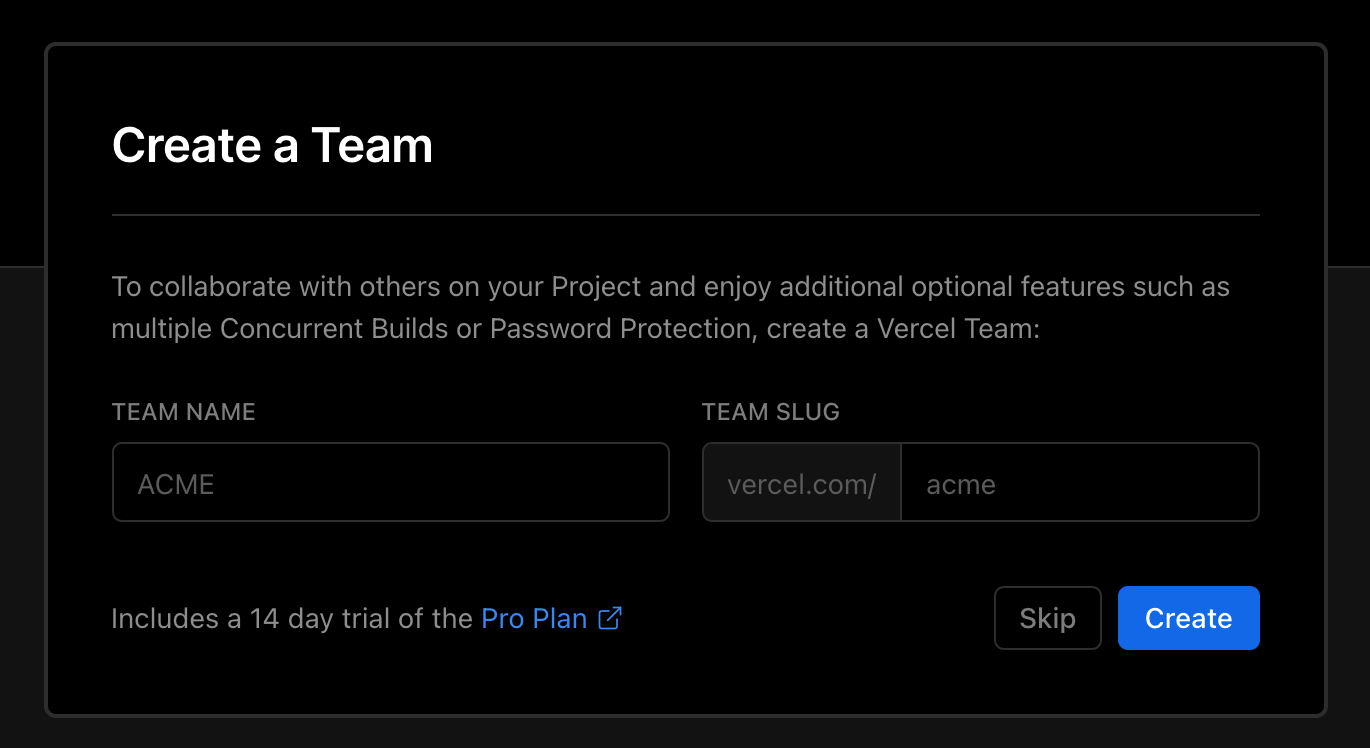 Create a Team
To collaborate with others on your Project and enjoy additional optional features such as
multiple Concurrent Builds or Password Protection, create a Vercel Team:
TEAM NAME
ACME
TEAM SLUG
vercel.com/ acme
Includes a 14 day trial of the Pro Plan
Skip
Create